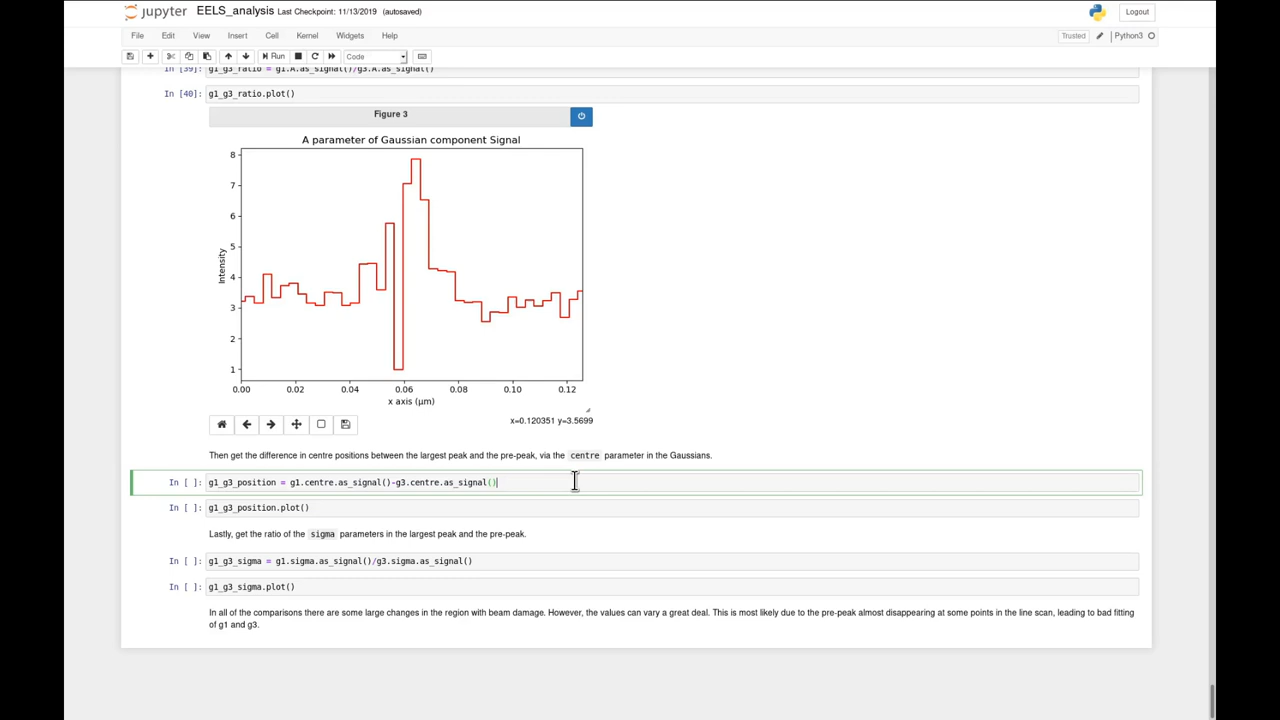 jupyter EELS_analysis Last Checkpoint: 11/13/2019 (autosaved) Logout
File Edit View Insert Cell Kernel Widgets Help Trusted Python3
Run Code
In [39]: g1_g3_ratio = g1.A.as_signal()/g3.A.as_signal()
In [40]: g1_g3_ratio.plot()
Figure 3
A parameter of Gaussian component Signal
8
7
6
5
4
3
2
1
Intensity
0.00 0.02 0.04 0.06 0.08 0.10 0.12
x axis (μm)
x=0.120351 y=3.5699
Then get the difference in centre positions between the largest peak and the pre-peak, via the centre parameter in the Gaussians.
In [ ]: g1_g3_position = g1.centre.as_signal()-g3.centre.as_signal()
In [ ]: g1_g3_position.plot()
Lastly, get the ratio of the sigma parameters in the largest peak and the pre-peak.
In [ ]: g1_g3_sigma = g1.sigma.as_signal()/g3.sigma.as_signal()
In [ ]: g1_g3_sigma.plot()
In all of the comparisons there are some large changes in the region with beam damage. However, the values can vary a great deal. This is most likely due to the pre-peak almost disappearing at some points in the line scan, leading to bad fitting
of g1 and g3.